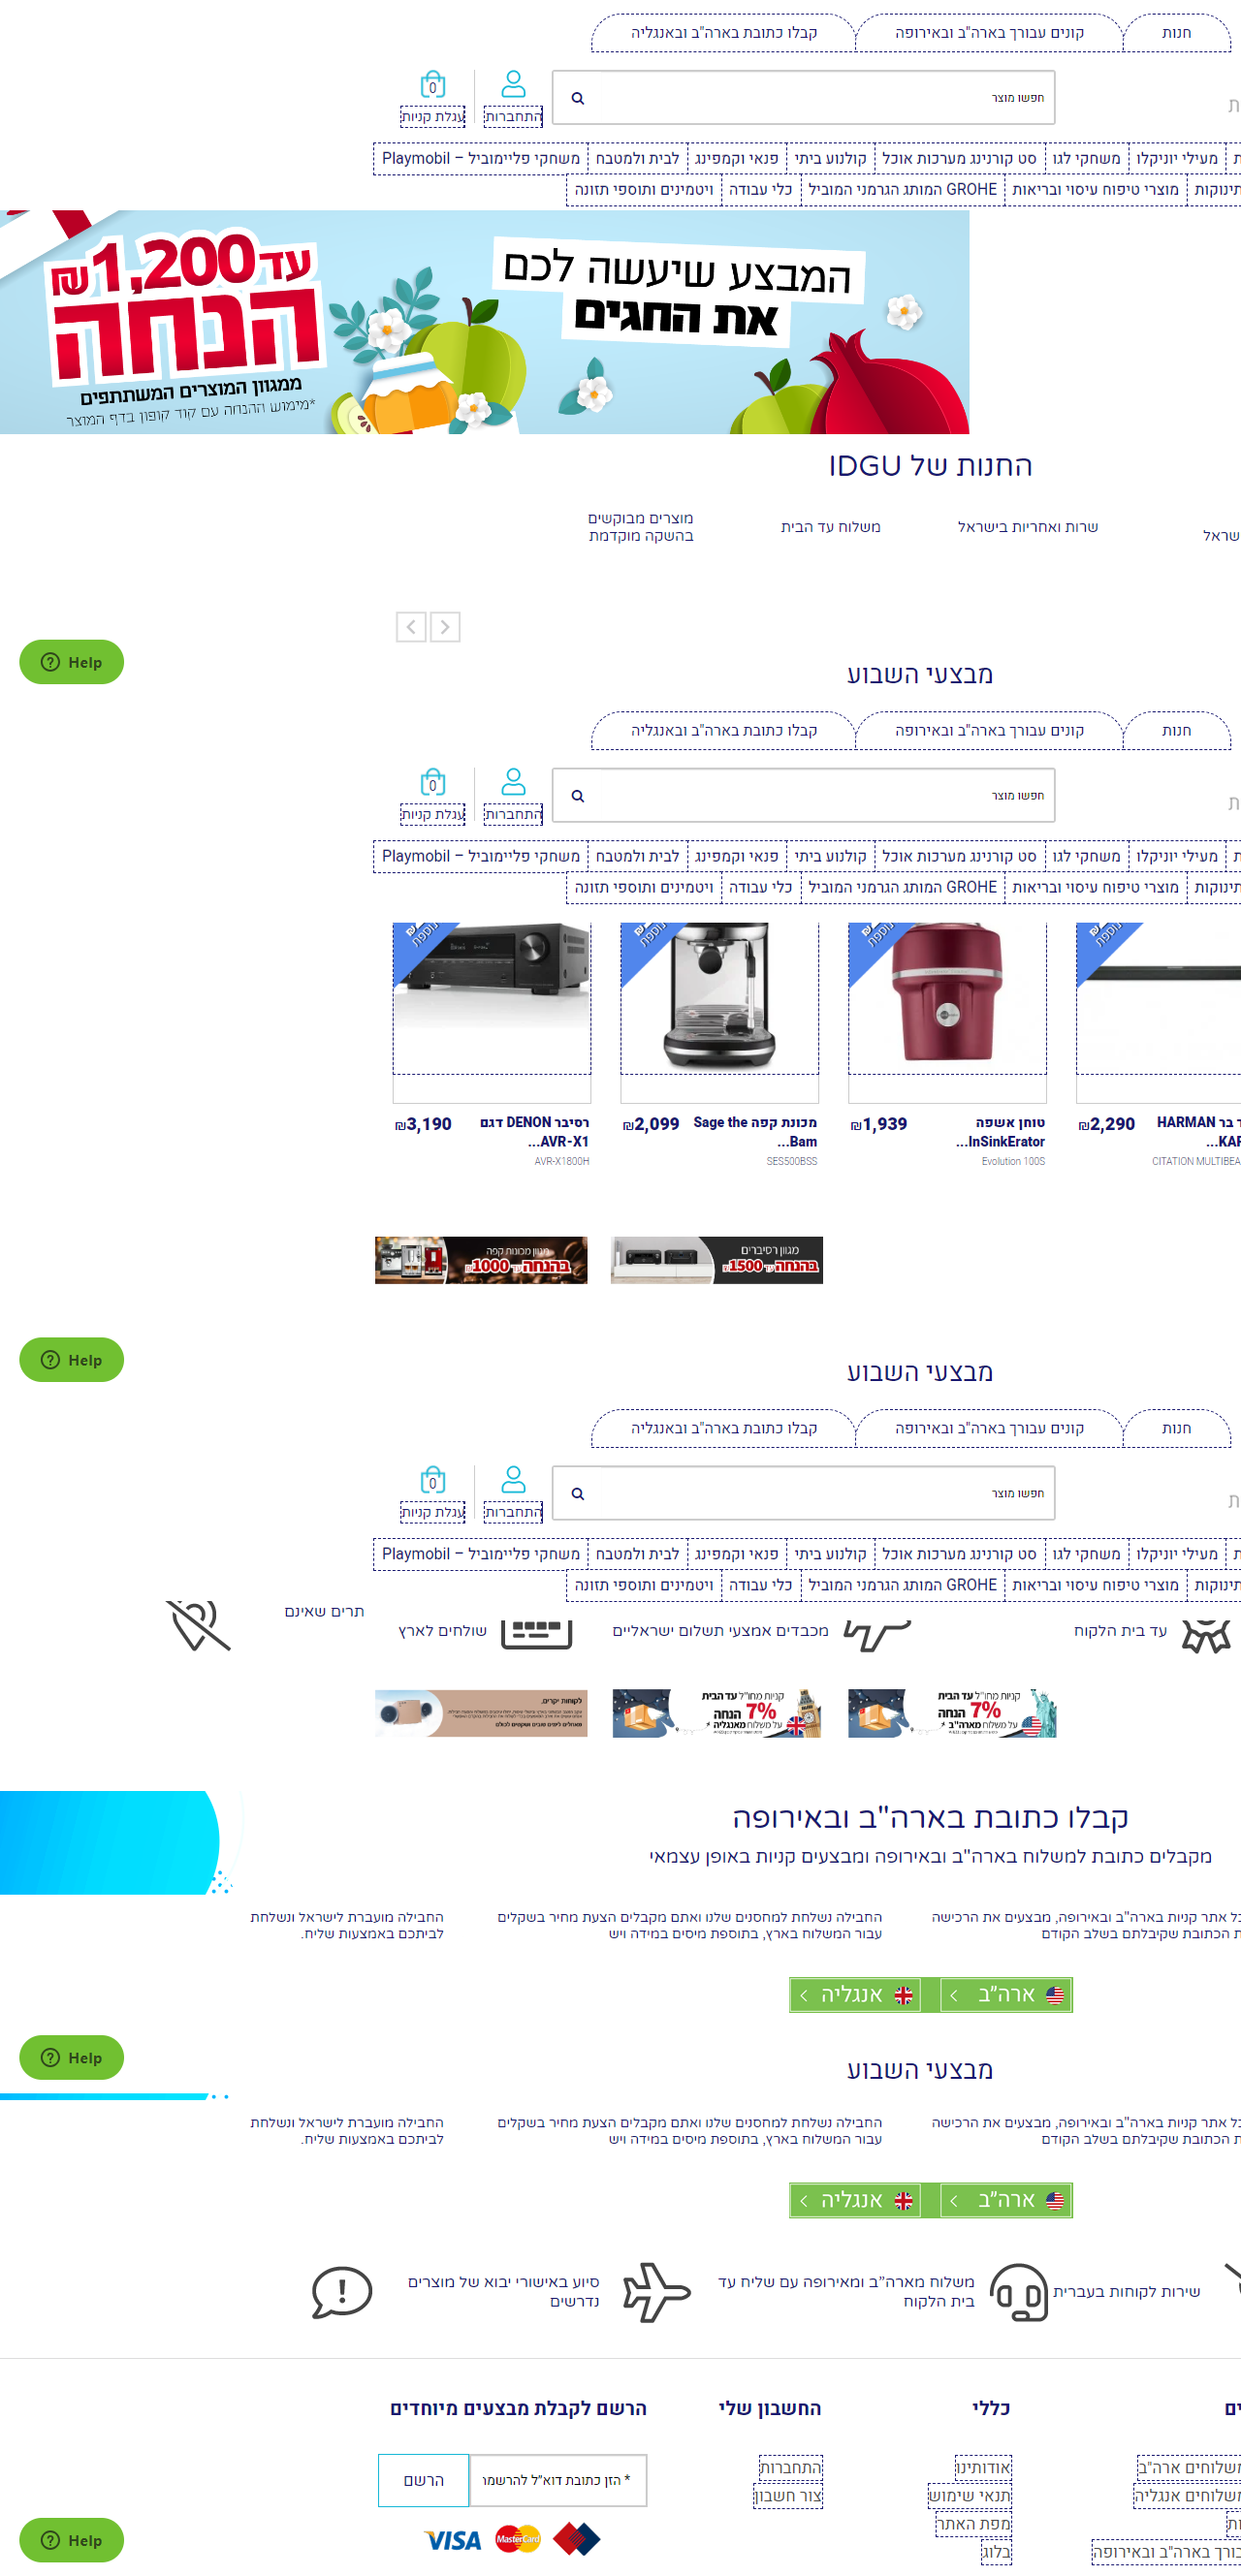 חנות
קונים עבורך בארה"ב ובאירופה
קבלו כתובת בארה"ב ובאנגליה
חפשו מוצר
התחברות
0
עגלת קניות
מעילי יוניקלו
משחקי לגו
סט קורנינג מערכות אוכל
קולנוע ביתי
פנאי וקמפינג
לבית ולמטבח
משחקי פליימוביל – Playmobil
תינוקות
מוצרי טיפוח עיסוי ובריאות
GROHE המותג הגרמני המוביל
כלי עבודה
ויטמינים ותוספי תזונה
המבצע שיעשה לכם
את החגים
עד 1,200₪
הנחה
ממגוון המוצרים המשתתפים
*מימוש ההנחה עם קוד קופון בדף המוצר
החנות של IDGU
שרות ואחריות בישראל
משלוח עד הבית
מוצרים מבוקשים
בהשקה מוקדמת
Help
מבצעי השבוע
חנות
קונים עבורך בארה"ב ובאירופה
קבלו כתובת בארה"ב ובאנגליה
חפשו מוצר
התחברות
0
עגלת קניות
מעילי יוניקלו
משחקי לגו
סט קורנינג מערכות אוכל
קולנוע ביתי
פנאי וקמפינג
לבית ולמטבח
משחקי פליימוביל – Playmobil
תינוקות
מוצרי טיפוח עיסוי ובריאות
GROHE המותג הגרמני המוביל
כלי עבודה
ויטמינים ותוספי תזונה
בר HARMAN
2,290₪
CITATION MULTIBEA
טוחן אשפה
InSinkErator...
1,939₪
Evolution 100S
מכונת קפה Sage the
Bam...
2,099₪
SES500BSS
רסיבר DENON דגם
AVR-X1...
3,190₪
AVR-X1800H
מגוון רסיברים
בהנחה עד 1500₪
מגוון מכונות קפה
בהנחה עד 1000₪
Help
מבצעי השבוע
חנות
קונים עבורך בארה"ב ובאירופה
קבלו כתובת בארה"ב ובאנגליה
חפשו מוצר
התחברות
0
עגלת קניות
מעילי יוניקלו
משחקי לגו
סט קורנינג מערכות אוכל
קולנוע ביתי
פנאי וקמפינג
לבית ולמטבח
משחקי פליימוביל – Playmobil
תינוקות
מוצרי טיפוח עיסוי ובריאות
GROHE המותג הגרמני המוביל
כלי עבודה
ויטמינים ותוספי תזונה
עד בית הלקוח
מכבדים אמצעי תשלום ישראליים
שולחים לארץ
תרים שאינם
קניות מחו"ל עד הבית
7%
הנחה
על משלוח מארה"ב
קניות מחו"ל עד הבית
7%
הנחה
על משלוח מאנגליה
לקוחות יקרים,
מאחלים לימים טובים ושקטים לכולם
קבלו כתובת בארה"ב ובאירופה
מקבלים כתובת למשלוח בארה"ב ובאירופה ומבצעים קניות באופן עצמאי
אתר קניות בארה"ב ובאירופה, מבצעים את הרכישה
הכתובת שקיבלתם בשלב הקודם
החבילה נשלחת למחסנים שלנו ואתם מקבלים הצעת מחיר בשקלים
עבור המשלוח בארץ, בתוספת מיסים במידה ויש
החבילה מועברת לישראל ונשלחת
לביתכם באמצעות שליח.
ארה״ב
אנגליה
Help
מבצעי השבוע
אתר קניות בארה"ב ובאירופה, מבצעים את הרכישה
הכתובת שקיבלתם בשלב הקודם
החבילה נשלחת למחסנים שלנו ואתם מקבלים הצעת מחיר בשקלים
עבור המשלוח בארץ, בתוספת מיסים במידה ויש
החבילה מועברת לישראל ונשלחת
לביתכם באמצעות שליח.
ארה״ב
אנגליה
שירות לקוחות בעברית
משלוח מארה״ב ומאירופה עם שליח עד
בית הלקוח
סיוע באישורי יבוא של מוצרים
נדרשים
כללי
אודותינו
תנאי שימוש
מפת האתר
בלוג
משלוחים ארה"ב
משלוחים אנגליה
בארה"ב ובאירופה
החשבון שלי
התחברות
צור חשבון
הרשם לקבלת מבצעים מיוחדים
* הזן כתובת דוא״ל להרשמה
הרשם
VISA
MasterCard
Help